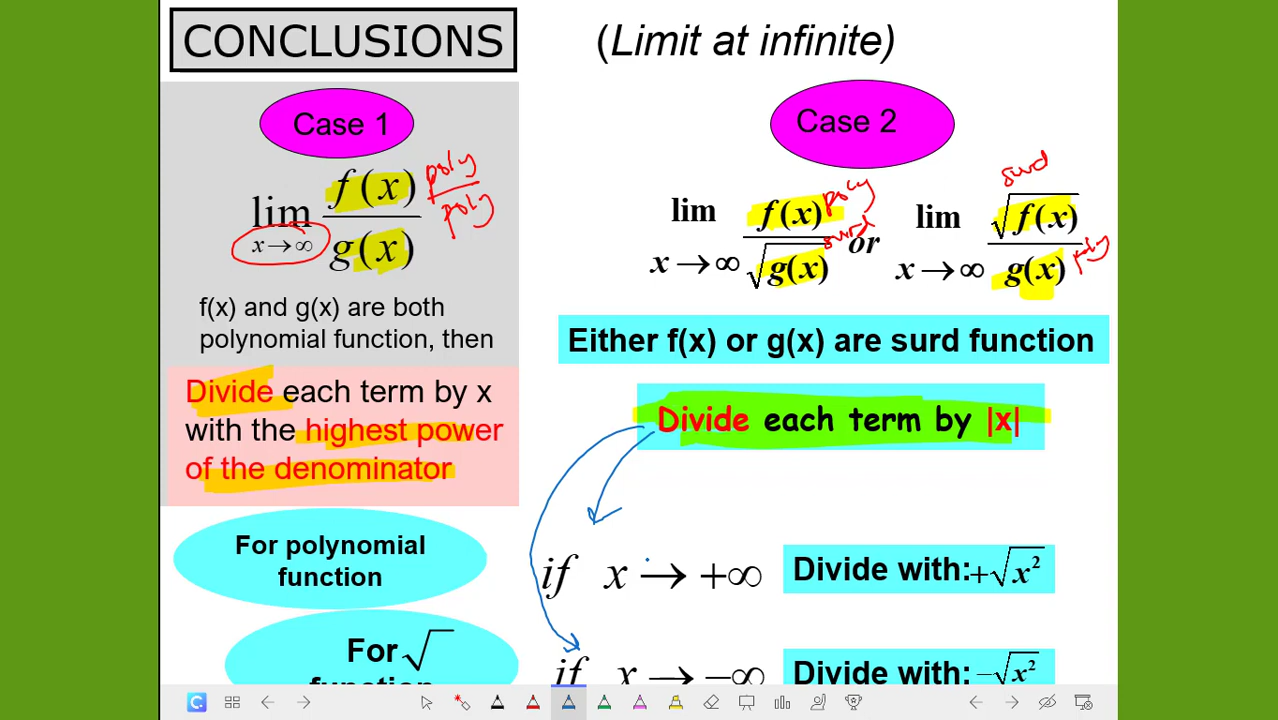 CONCLUSIONS
(Limit at infinite)
Case 1
lim x→∞ f(x)/g(x)
poly
poly
f(x) and g(x) are both
polynomial function, then
Divide each term by x
with the highest power
of the denominator
For polynomial
function
For √
function
Case 2
lim x→∞ f(x)/√g(x) or lim x→∞ √f(x)/g(x)
poly
surd
surd
poly
Either f(x) or g(x) are surd function
Divide each term by |x|
if x → +∞ Divide with:+√x²
if x → −∞ Divide with:−√x²